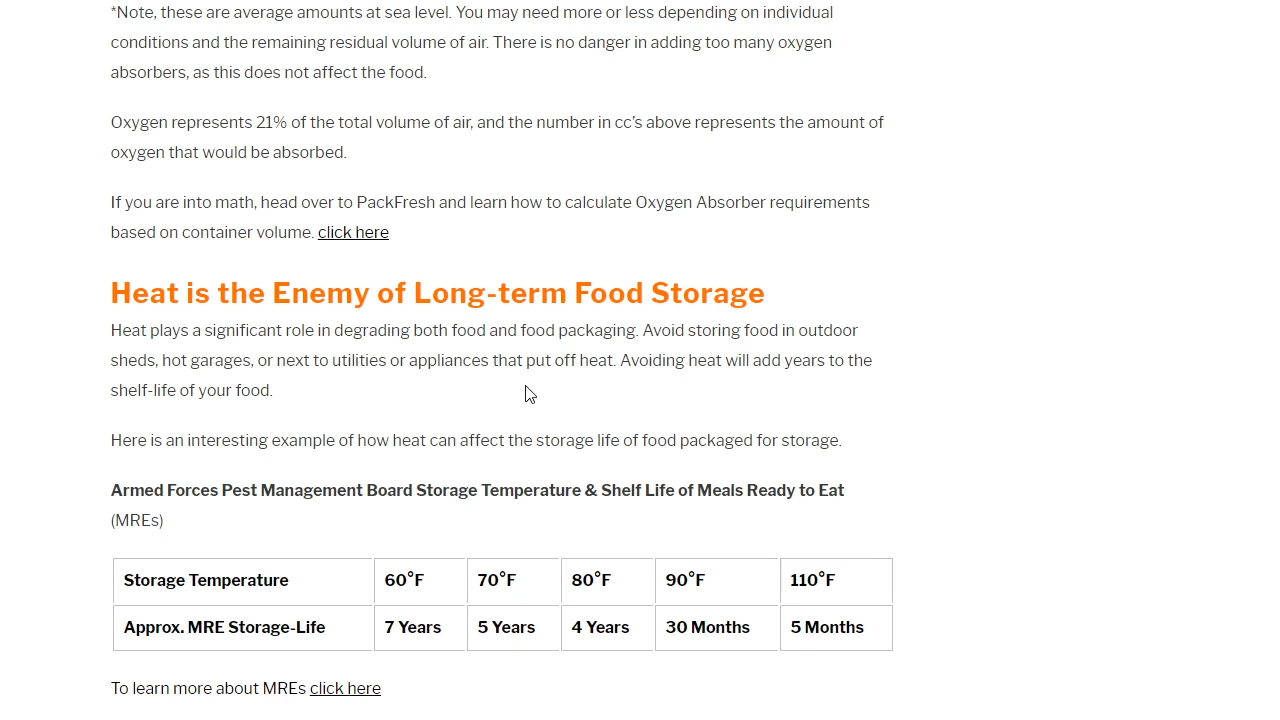 *Note, these are average amounts at sea level. You may need more or less depending on individual
conditions and the remaining residual volume of air. There is no danger in adding too many oxygen
absorbers, as this does not affect the food.
Oxygen represents 21% of the total volume of air, and the number in cc’s above represents the amount of
oxygen that would be absorbed.
If you are into math, head over to PackFresh and learn how to calculate Oxygen Absorber requirements
based on container volume. click here
Heat is the Enemy of Long-term Food Storage
Heat plays a significant role in degrading both food and food packaging. Avoid storing food in outdoor
sheds, hot garages, or next to utilities or appliances that put off heat. Avoiding heat will add years to the
shelf-life of your food.
Here is an interesting example of how heat can affect the storage life of food packaged for storage.
Armed Forces Pest Management Board Storage Temperature & Shelf Life of Meals Ready to Eat
(MREs)
Storage Temperature 60°F 70°F 80°F 90°F 110°F
Approx. MRE Storage-Life 7 Years 5 Years 4 Years 30 Months 5 Months
To learn more about MREs click here